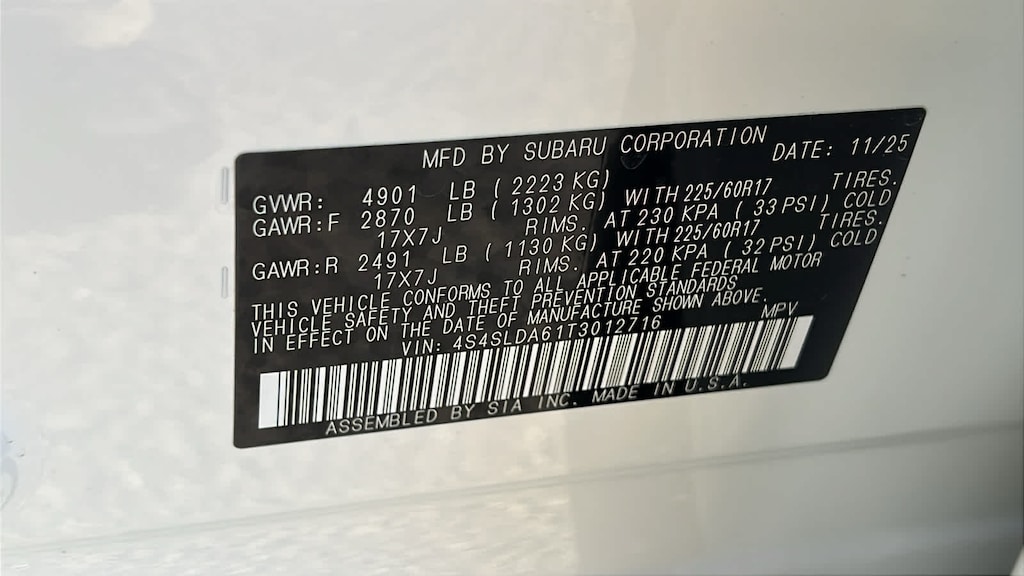 MFD BY SUBARU CORPORATION DATE: 11/25
GVWR: 4901 LB (2223 KG)
GAWR:F 2870 LB (1302 KG) WITH 225/60R17 TIRES.
17X7J RIMS. AT 230 KPA (33 PSI) COLD
GAWR:R 2491 LB (1130 KG) WITH 225/60R17 TIRES.
17X7J RIMS. AT 220 KPA (32 PSI) COLD
THIS VEHICLE CONFORMS TO ALL APPLICABLE FEDERAL MOTOR
VEHICLE SAFETY AND THEFT PREVENTION STANDARDS
IN EFFECT ON THE DATE OF MANUFACTURE SHOWN ABOVE.
VIN: 4S4SLDA61T3012716 MPV
ASSEMBLED BY SIA INC. MADE IN U.S.A.